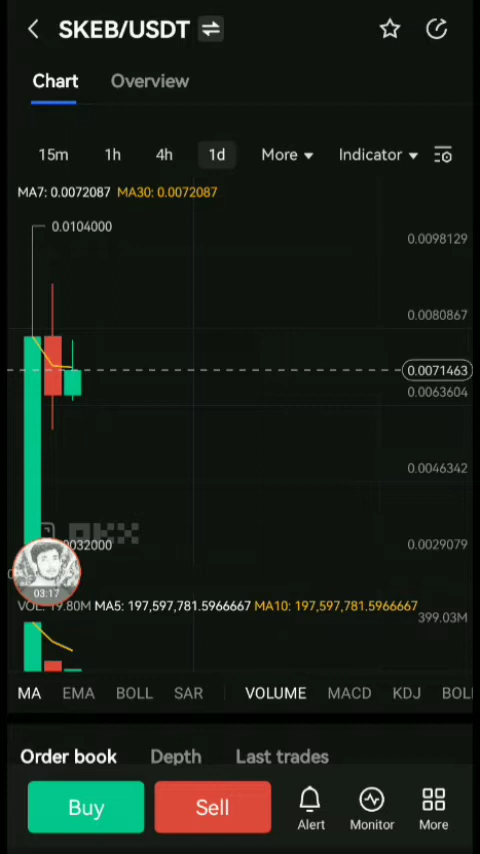 SKEB/USDT
Chart Overview
15m 1h 4h 1d More Indicator
MA7: 0.0072087 MA30: 0.0072087
0.0104000
0.0098129
0.0080867
0.0071463
0.0063604
0.0046342
OKX
0.0029079
03:17
VOL: 19.80M MA5: 197,597,781.5966667 MA10: 197,597,781.5966667
399.03M
MA EMA BOLL SAR VOLUME MACD KDJ BOL
Order book Depth Last trades
Buy Sell Alert Monitor More